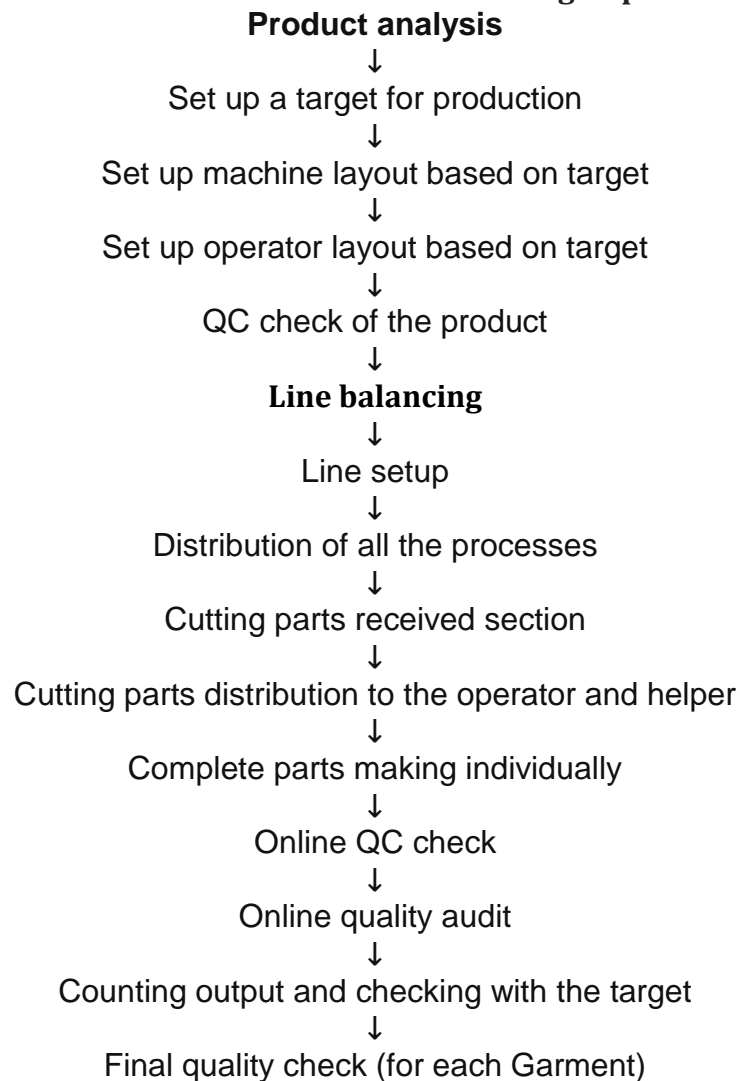 Product analysis
↓
Set up a target for production
↓
Set up machine layout based on target
↓
Set up operator layout based on target
↓
QC check of the product
↓
Line balancing
↓
Line setup
↓
Distribution of all the processes
↓
Cutting parts received section
↓
Cutting parts distribution to the operator and helper
↓
Complete parts making individually
↓
Online QC check
↓
Online quality audit
↓
Counting output and checking with the target
↓
Final quality check (for each Garment)